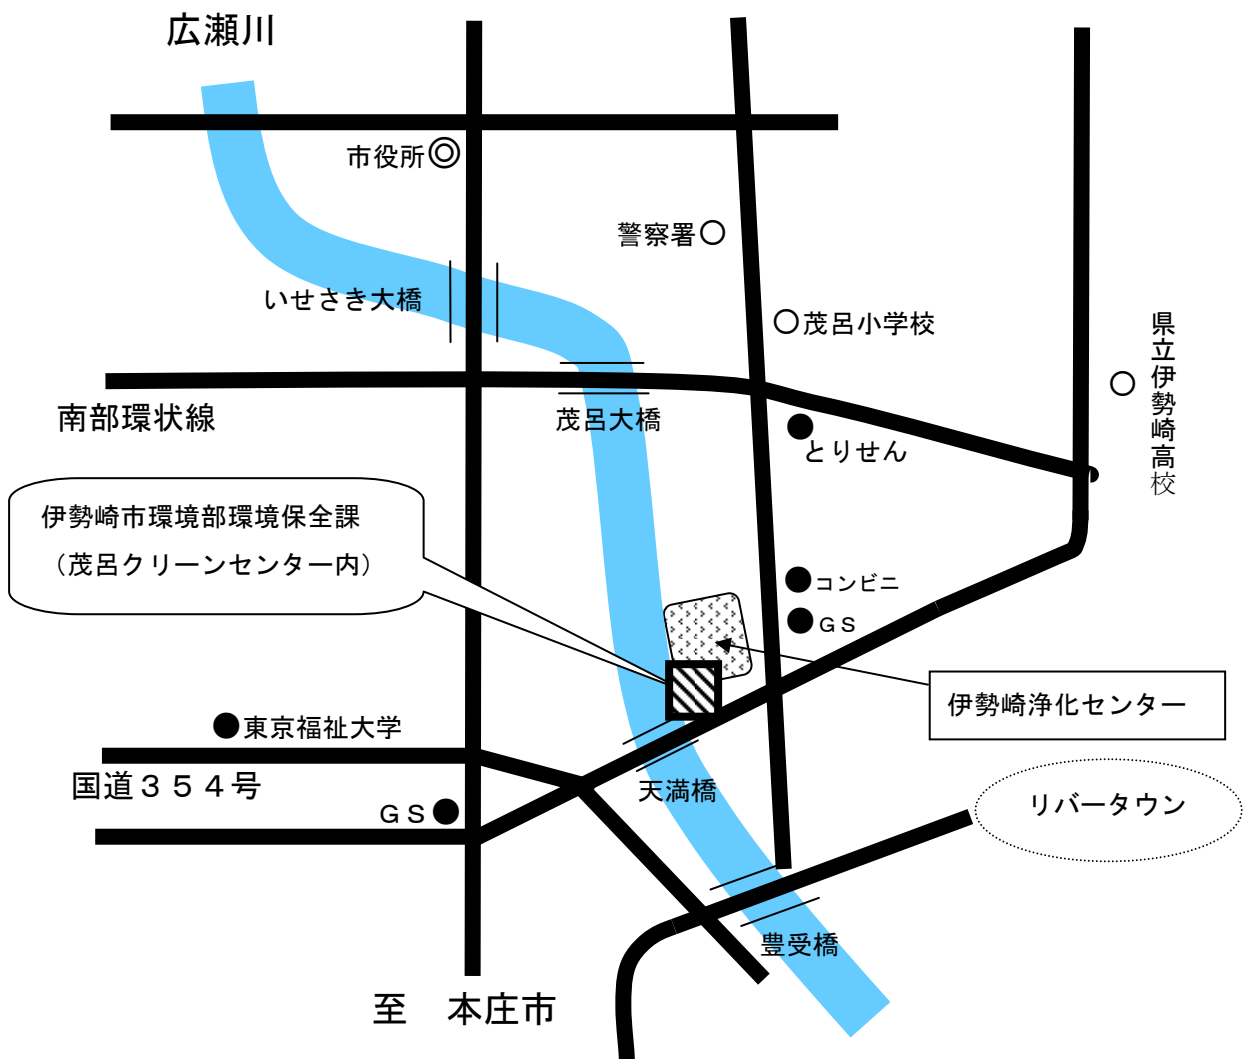 広瀬川
市役所
警察署
いせさき大橋
茂呂小学校
県立伊勢崎高校
南部環状線
茂呂大橋
とりせん
伊勢崎市環境部環境保全課
（茂呂クリーンセンター内）
コンビニ
ＧＳ
伊勢崎浄化センター
東京福祉大学
国道３５４号
天満橋
リバータウン
ＧＳ
豊受橋
至　本庄市